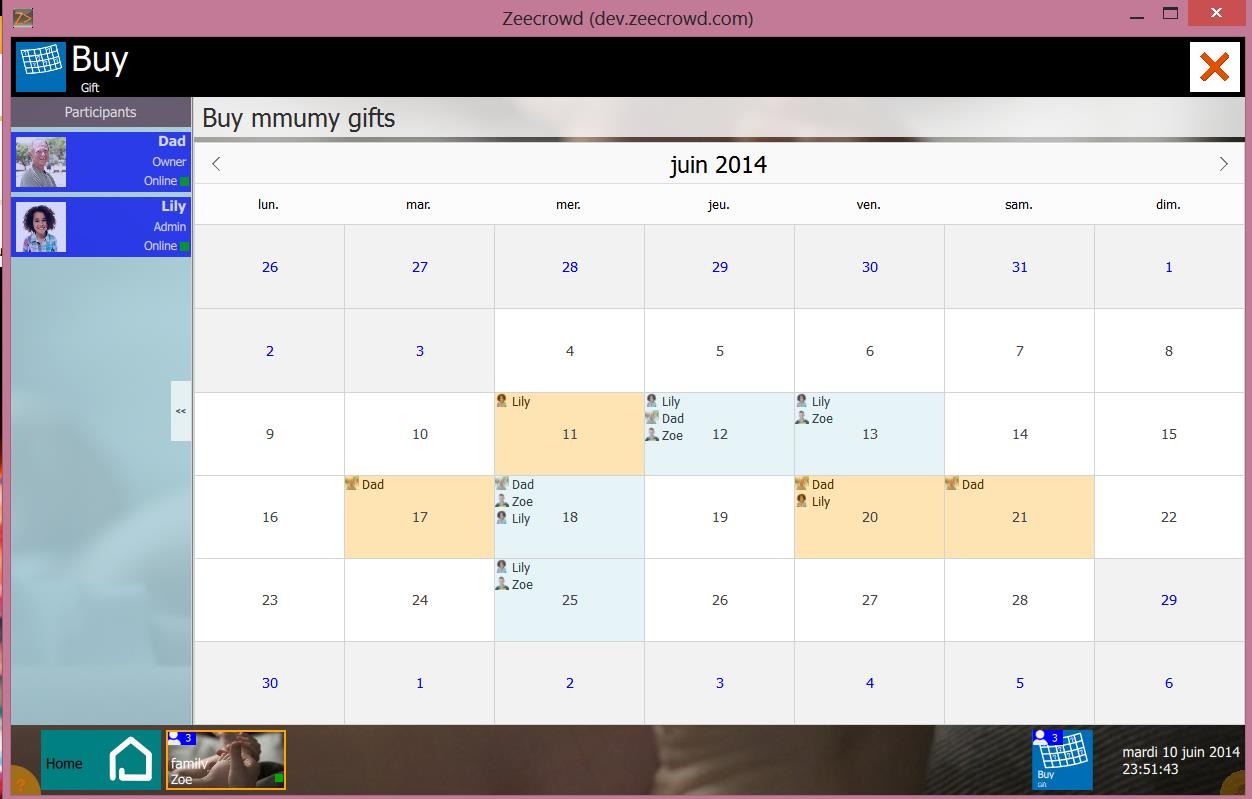 Zeecrowd (dev.zeecrowd.com)
Buy
Gift
Participants
Dad
Owner
Online
Lily
Admin
Online
<<
Buy mmumy gifts
juin 2014
lun. mar. mer. jeu. ven. sam. dim.
26 27 28 29 30 31 1
2 3 4 5 6 7 8
Lily
Lily
Dad
Zoe
Lily
Zoe
9 10 11 12 13 14 15
Dad
Dad
Zoe
Lily
Dad
Lily
Dad
16 17 18 19 20 21 22
Lily
Zoe
23 24 25 26 27 28 29
30 1 2 3 4 5 6
Home
3
family
Zoe
3
Buy
Gift
mardi 10 juin 2014
23:51:43
?